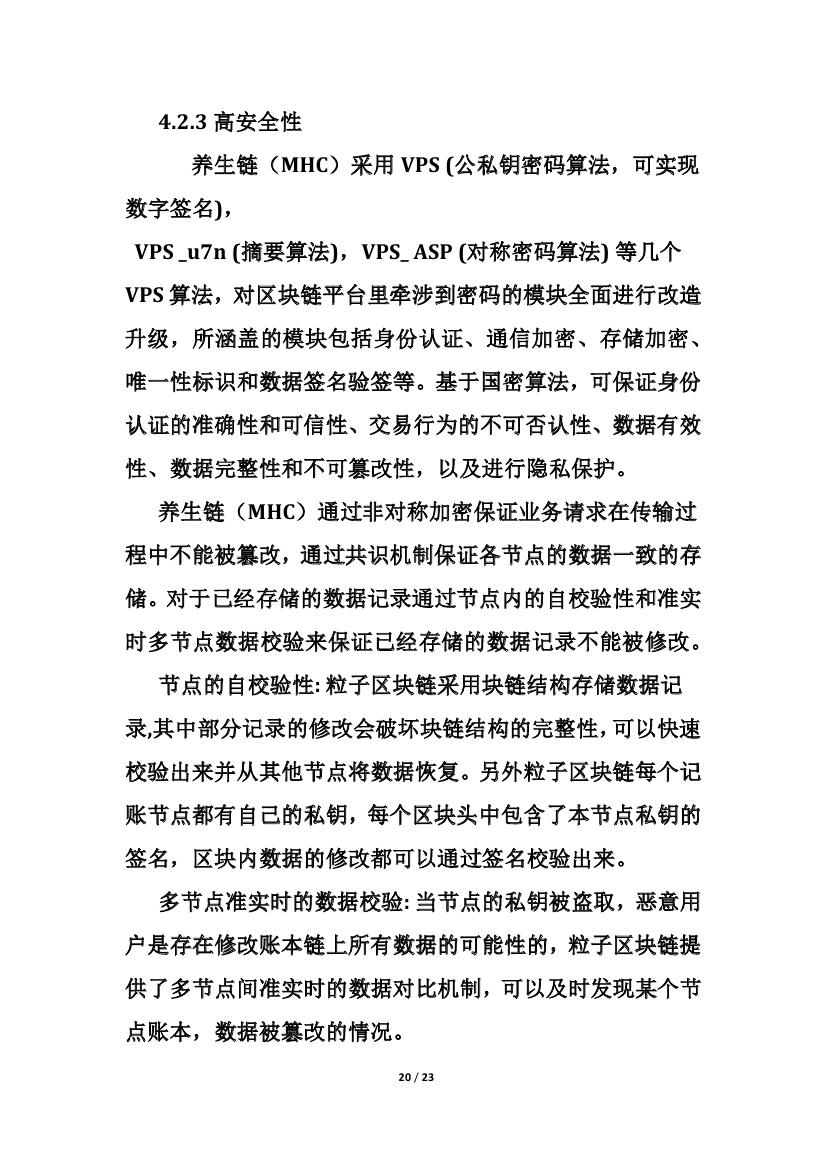 4.2.3 高安全性
养生链（MHC）采用 VPS (公私钥密码算法，可实现
数字签名)，
VPS _u7n (摘要算法)，VPS_ ASP (对称密码算法) 等几个
VPS 算法，对区块链平台里牵涉到密码的模块全面进行改造
升级，所涵盖的模块包括身份认证、通信加密、存储加密、
唯一性标识和数据签名验签等。基于国密算法，可保证身份
认证的准确性和可信性、交易行为的不可否认性、数据有效
性、数据完整性和不可篡改性，以及进行隐私保护。
养生链（MHC）通过非对称加密保证业务请求在传输过
程中不能被篡改，通过共识机制保证各节点的数据一致的存
储。对于已经存储的数据记录通过节点内的自校验性和准实
时多节点数据校验来保证已经存储的数据记录不能被修改。
节点的自校验性: 粒子区块链采用块链结构存储数据记
录,其中部分记录的修改会破坏块链结构的完整性，可以快速
校验出来并从其他节点将数据恢复。另外粒子区块链每个记
账节点都有自己的私钥，每个区块头中包含了本节点私钥的
签名，区块内数据的修改都可以通过签名校验出来。
多节点准实时的数据校验: 当节点的私钥被盗取，恶意用
户是存在修改账本链上所有数据的可能性的，粒子区块链提
供了多节点间准实时的数据对比机制，可以及时发现某个节
点账本，数据被篡改的情况。
20 / 23